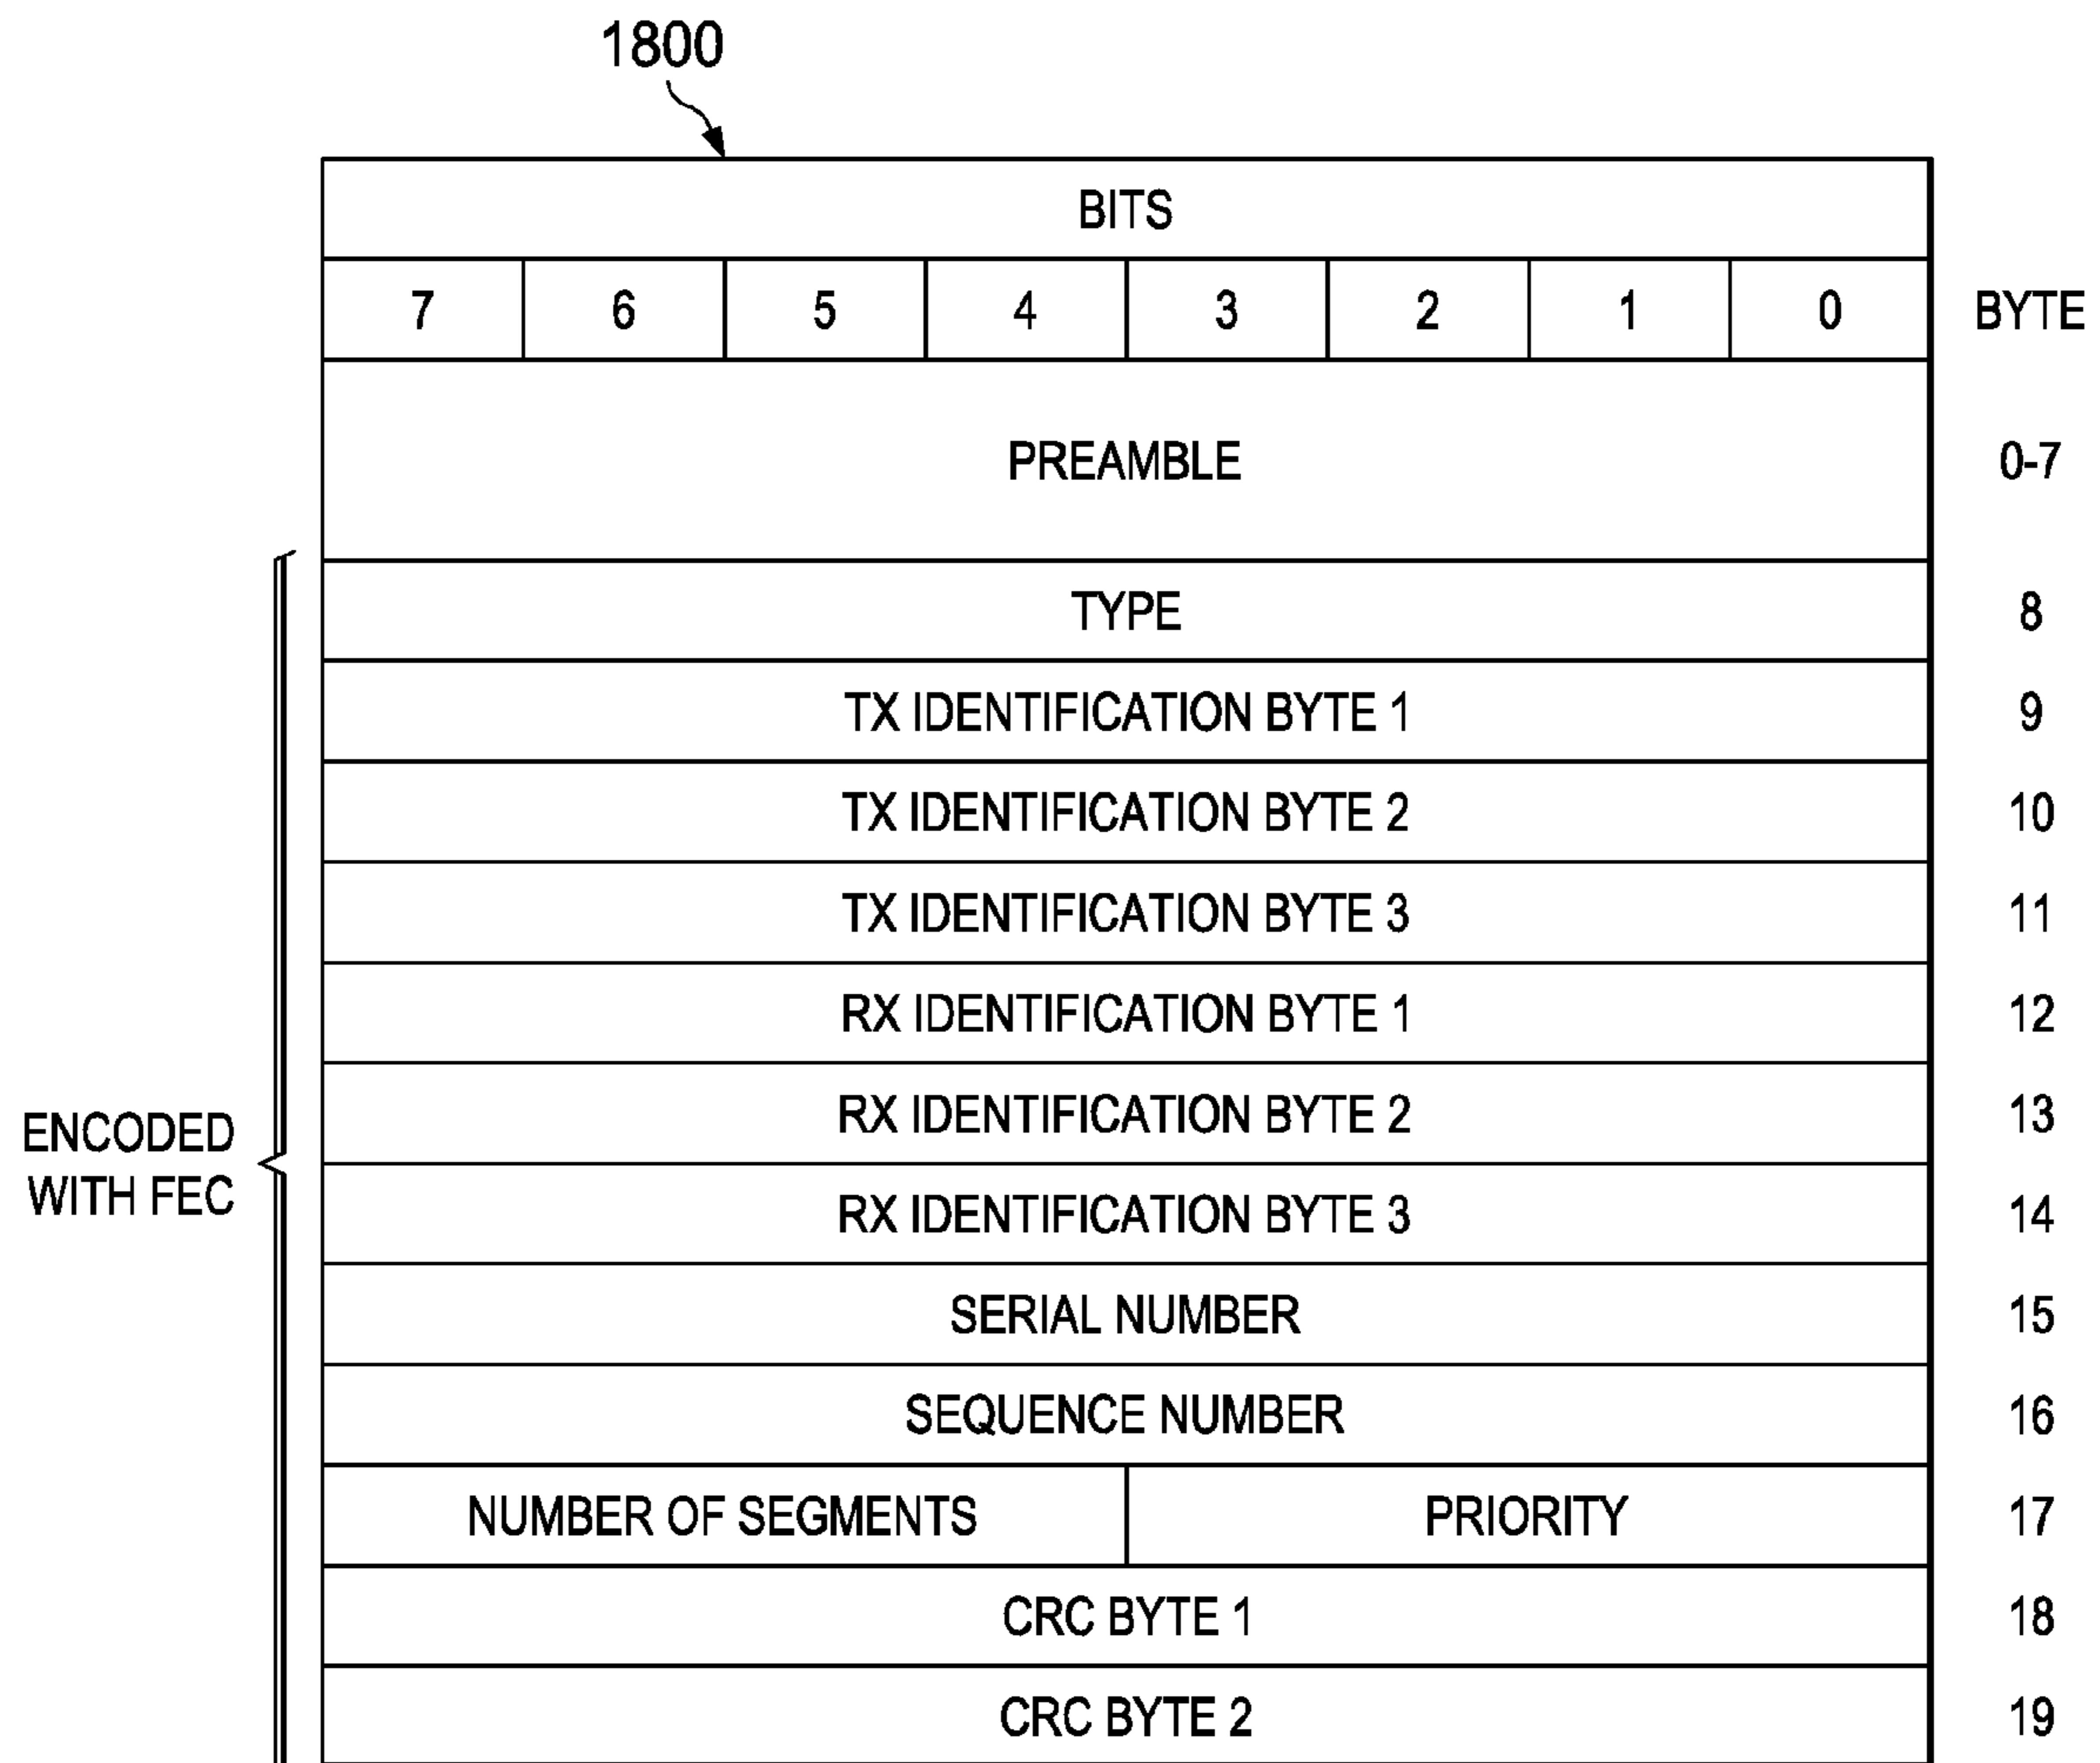 1800
BITS
7 6 5 4 3 2 1 0 BYTE
PREAMBLE 0-7
TYPE 8
TX IDENTIFICATION BYTE 1 9
TX IDENTIFICATION BYTE 2 10
TX IDENTIFICATION BYTE 3 11
RX IDENTIFICATION BYTE 1 12
RX IDENTIFICATION BYTE 2 13
ENCODED
WITH FEC
RX IDENTIFICATION BYTE 3 14
SERIAL NUMBER 15
SEQUENCE NUMBER 16
NUMBER OF SEGMENTS PRIORITY 17
CRC BYTE 1 18
CRC BYTE 2 19